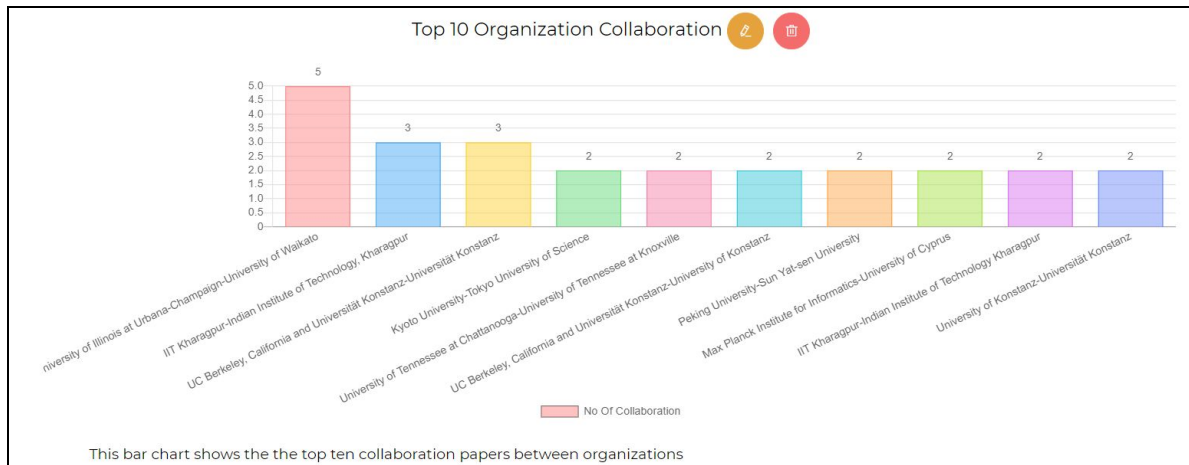 Top 10 Organization Collaboration
5
3
3
2
2
2
2
2
2
2
5.0
4.5
4.0
3.5
3.0
2.5
2.0
1.5
1.0
0.5
0
niversity of Illinois at Urbana-Champaign-University of Waikato
IIT Kharagpur-Indian Institute of Technology, Kharagpur
UC Berkeley, California and Universität Konstanz-Universität Konstanz
Kyoto University-Tokyo University of Science
University of Tennessee at Chattanooga-University of Tennessee at Knoxville
UC Berkeley, California and Universität Konstanz-University of Konstanz
Peking University-Sun Yat-sen University
Max Planck Institute for Informatics-University of Cyprus
IIT Kharagpur-Indian Institute of Technology Kharagpur
University of Konstanz-Universität Konstanz
No Of Collaboration
This bar chart shows the the top ten collaboration papers between organizations